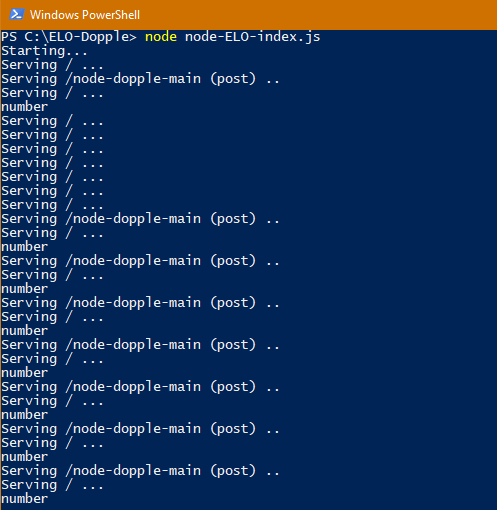 Windows PowerShell
PS C:\ELO-Dopple> node node-ELO-index.js
Starting...
Serving / ...
Serving /node-dopple-main (post) ..
Serving / ...
number
Serving / ...
Serving / ...
Serving / ...
Serving / ...
Serving / ...
Serving / ...
Serving / ...
Serving /node-dopple-main (post) ..
Serving / ...
number
Serving /node-dopple-main (post) ..
Serving / ...
number
Serving /node-dopple-main (post) ..
Serving / ...
number
Serving /node-dopple-main (post) ..
Serving / ...
number
Serving /node-dopple-main (post) ..
Serving / ...
number
Serving /node-dopple-main (post) ..
Serving / ...
number
Serving /node-dopple-main (post) ..
Serving / ...
number